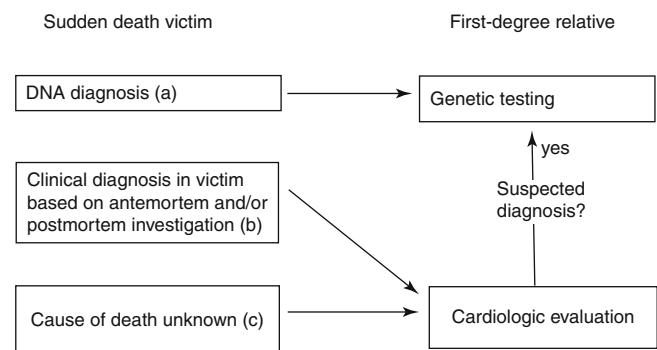 Sudden death victim
First-degree relative
DNA diagnosis (a)
Genetic testing
yes
Clinical diagnosis in victim
based on antemortem and/or
postmortem investigation (b)
Suspected
diagnosis?
Cause of death unknown (c)
Cardiologic evaluation